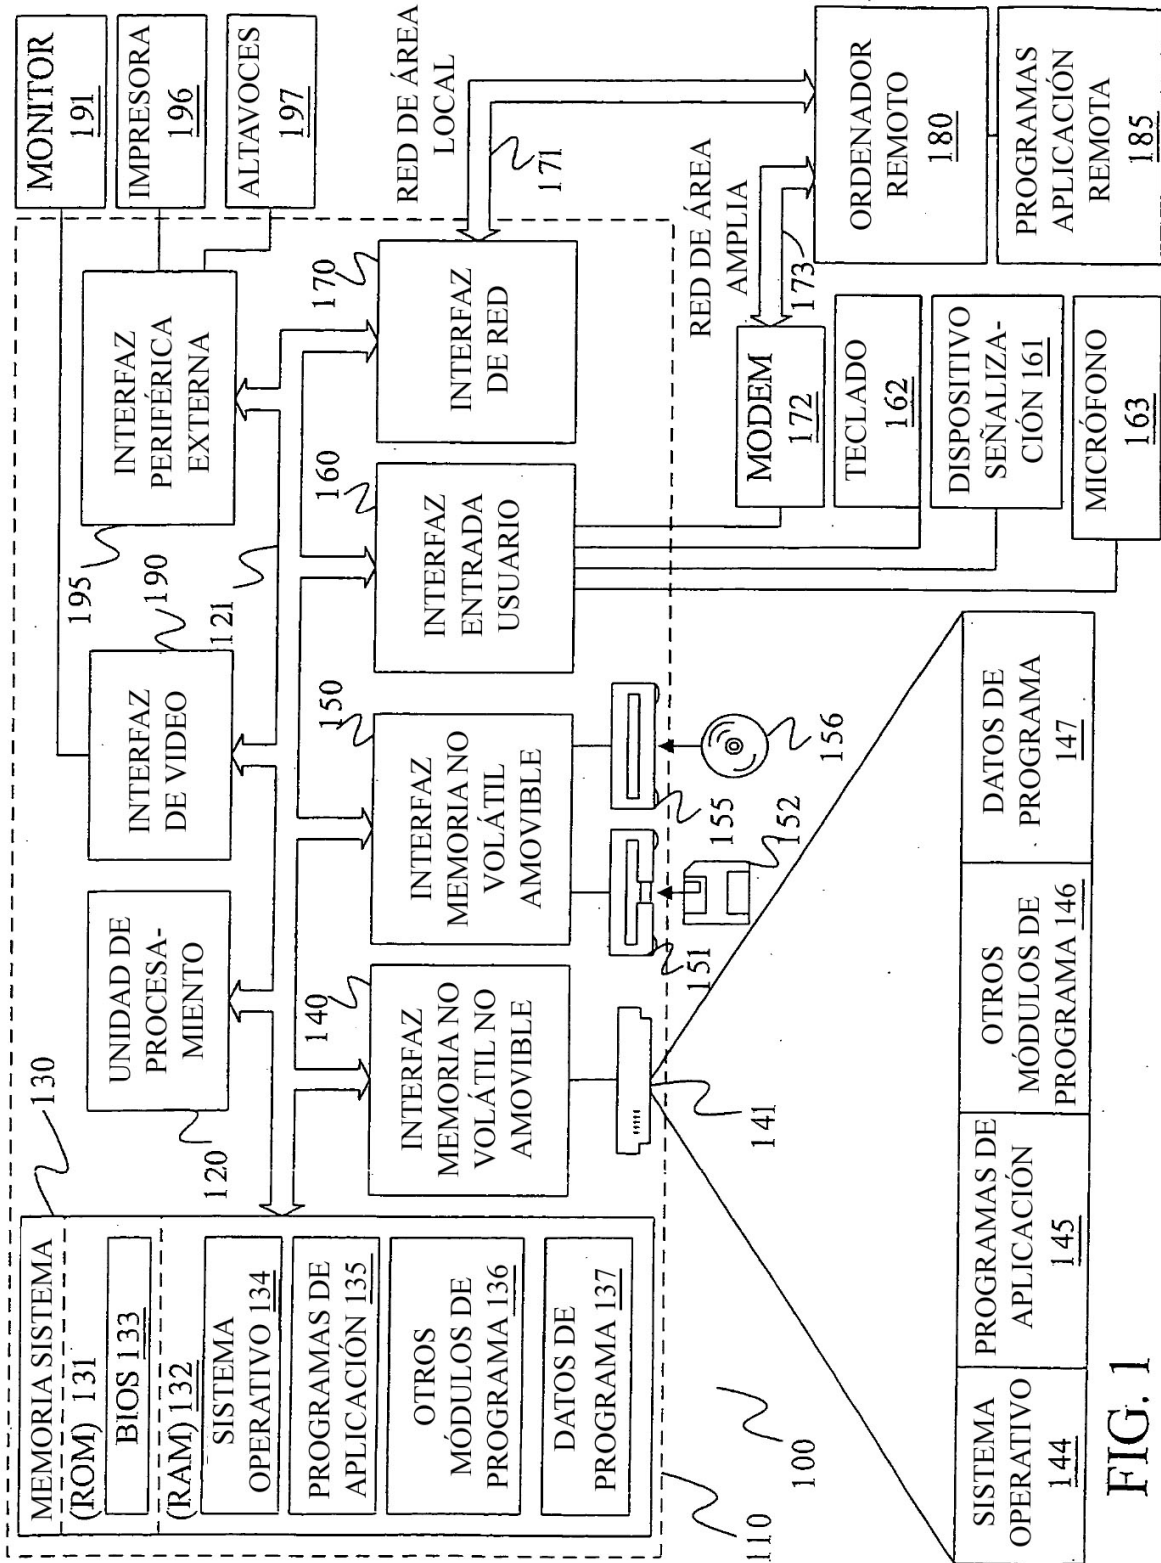 MONITOR
191
IMPRESORA
196
ALTAVOCES
197
130
MEMORIA SISTEMA
(ROM) 131
BIOS 133
(RAM) 132
SISTEMA
OPERATIVO 134
PROGRAMAS DE
APLICACIÓN 135
OTROS
MÓDULOS DE
PROGRAMA 136
DATOS DE
PROGRAMA 137
UNIDAD DE
PROCESA-
MIENTO
120
INTERFAZ
DE VIDEO
190
121
INTERFAZ
PERIFÉRICA
EXTERNA
195
140
INTERFAZ
MEMORIA NO
VOLÁTIL NO
AMOVIBLE
150
INTERFAZ
MEMORIA NO
VOLÁTIL
AMOVIBLE
160
INTERFAZ
ENTRADA
USUARIO
170
INTERFAZ
DE RED
RED DE ÁREA
LOCAL
171
141
151
152
155
156
RED DE ÁREA
AMPLIA
173
MODEM
172
TECLADO
162
DISPOSITIVO
SEÑALIZA-
CIÓN 161
MICRÓFONO
163
ORDENADOR
REMOTO
180
PROGRAMAS
APLICACIÓN
REMOTA
185
110
100
SISTEMA
OPERATIVO
144
PROGRAMAS DE
APLICACIÓN
145
OTROS
MÓDULOS DE
PROGRAMA 146
DATOS DE
PROGRAMA
147
FIG. 1